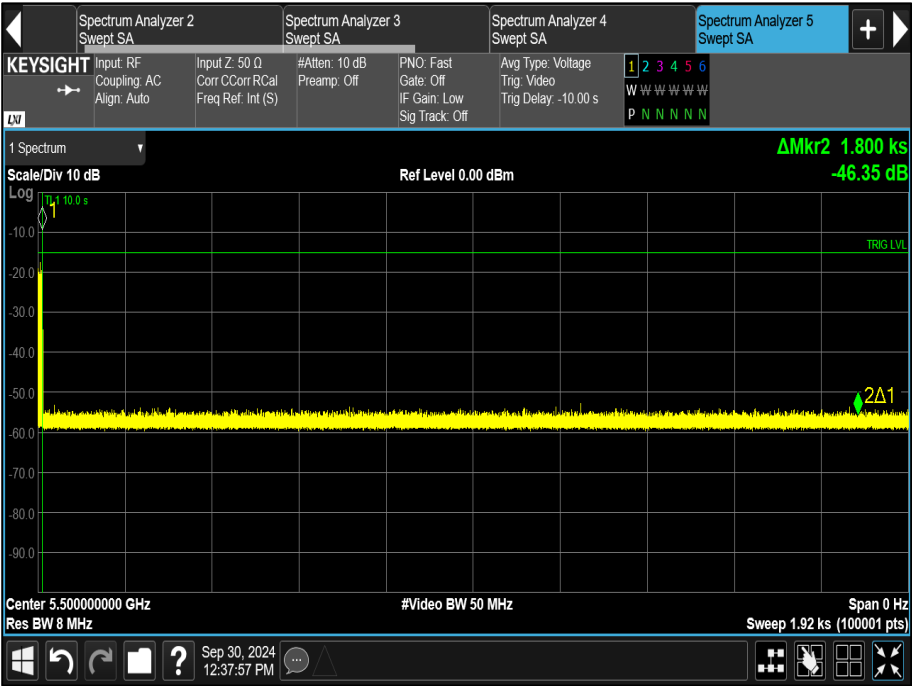 Spectrum Analyzer 2
Swept SA
Spectrum Analyzer 3
Swept SA
Spectrum Analyzer 4
Swept SA
Spectrum Analyzer 5
Swept SA
+
KEYSIGHT
LXI
Input: RF
Coupling: AC
Align: Auto
Input Z: 50 Ω
Corr CCorr RCal
Freq Ref: Int (S)
#Atten: 10 dB
Preamp: Off
PNO: Fast
Gate: Off
IF Gain: Low
Sig Track: Off
Avg Type: Voltage
Trig: Video
Trig Delay: -10.00 s
1 2 3 4 5 6
W W W W W W
P N N N N N
1 Spectrum
ΔMkr2 1.800 ks
-46.35 dB
Scale/Div 10 dB
Ref Level 0.00 dBm
Log
TL1 10.0 s
1
-10.0
TRIG LVL
-20.0
-30.0
-40.0
-50.0
2Δ1
-60.0
-70.0
-80.0
-90.0
Center 5.500000000 GHz
#Video BW 50 MHz
Span 0 Hz
Res BW 8 MHz
Sweep 1.92 ks (100001 pts)
?
Sep 30, 2024
12:37:57 PM